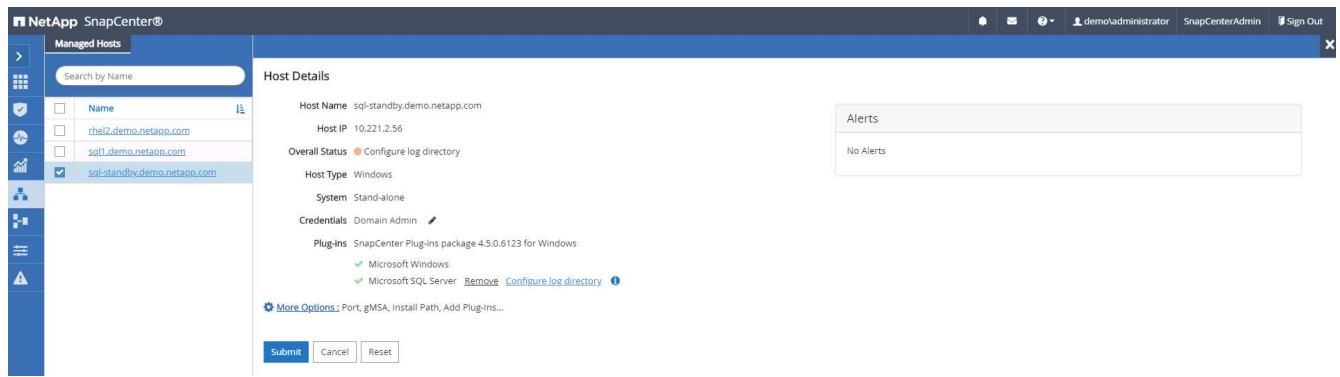 NetApp SnapCenter®
demo\administrator SnapCenterAdmin Sign Out
Managed Hosts
Search by Name
Name
rhel2.demo.netapp.com
sql1.demo.netapp.com
sql-standby.demo.netapp.com
Host Details
Host Name sql-standby.demo.netapp.com
Host IP 10.221.2.56
Overall Status Configure log directory
Host Type Windows
System Stand-alone
Credentials Domain Admin
Plug-ins SnapCenter Plug-ins package 4.5.0.6123 for Windows
Microsoft Windows
Microsoft SQL Server Remove Configure log directory
More Options : Port, gMSA, Install Path, Add Plug-Ins...
Submit Cancel Reset
Alerts
No Alerts